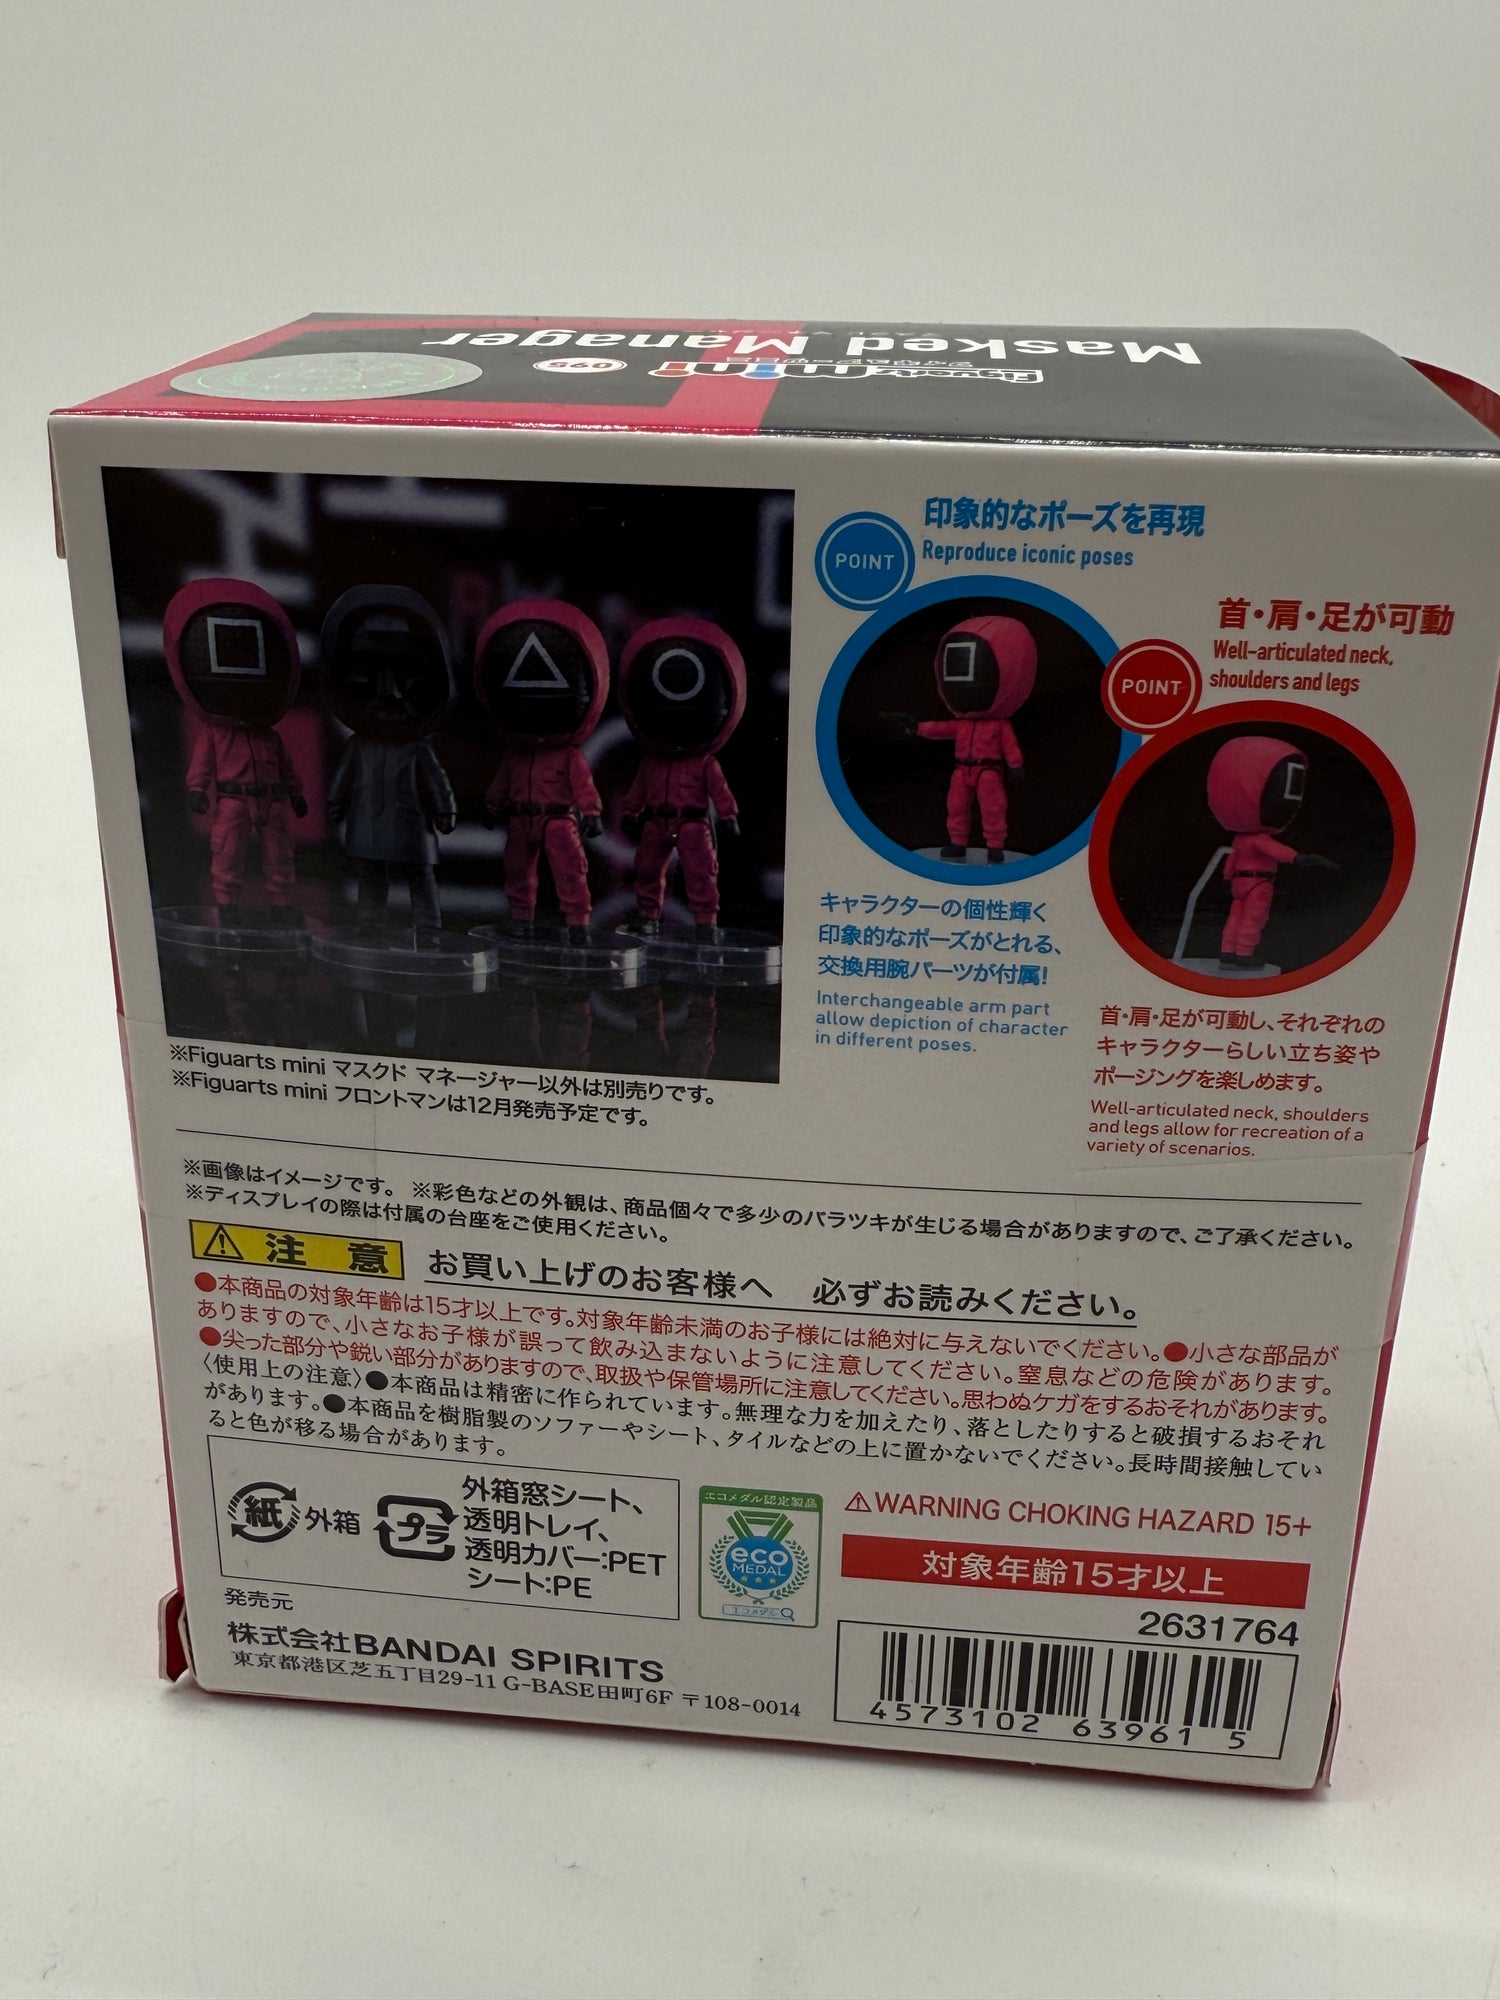 Masked Manager
Figuarts mini
095
POINT
印象的なポーズを再現
Reproduce iconic poses
POINT
首・肩・足が可動
Well-articulated neck,
shoulders and legs
キャラクターの個性輝く
印象的なポーズがとれる、
交換用腕パーツが付属!
Interchangeable arm part
allow depiction of character
in different poses.
首・肩・足が可動し、それぞれの
キャラクターらしい立ち姿や
ポージングを楽しめます。
Well-articulated neck, shoulders
and legs allow for recreation of a
variety of scenarios.
※Figuarts mini マスクド マネージャー以外は別売りです。
※Figuarts mini フロントマンは12月発売予定です。
※画像はイメージです。 ※彩色などの外観は、商品個々で多少のバラツキが生じる場合がありますので、ご了承ください。
※ディスプレイの際は付属の台座をご使用ください。
注 意 お買い上げのお客様へ 必ずお読みください。
●本商品の対象年齢は15才以上です。対象年齢未満のお子様には絶対に与えないでください。●小さな部品が
ありますので、小さなお子様が誤って飲み込まないように注意してください。窒息などの危険があります。
●尖った部分や鋭い部分がありますので、取扱や保管場所に注意してください。思わぬケガをするおそれがあります。
〈使用上の注意〉●本商品は精密に作られています。無理な力を加えたり、落としたりすると破損するおそれ
があります。●本商品を樹脂製のソファーやシート、タイルなどの上に置かないでください。長時間接触してい
ると色が移る場合があります。
紙 外箱
プラ
外箱窓シート、
透明トレイ、
透明カバー:PET
シート:PE
エコメダル認定製品
eco
MEDAL
エコメダル
⚠WARNING CHOKING HAZARD 15+
対象年齢15才以上
2631764
4573102 63961 5
発売元
株式会社BANDAI SPIRITS
東京都港区芝五丁目29-11 G-BASE田町6F 〒108-0014